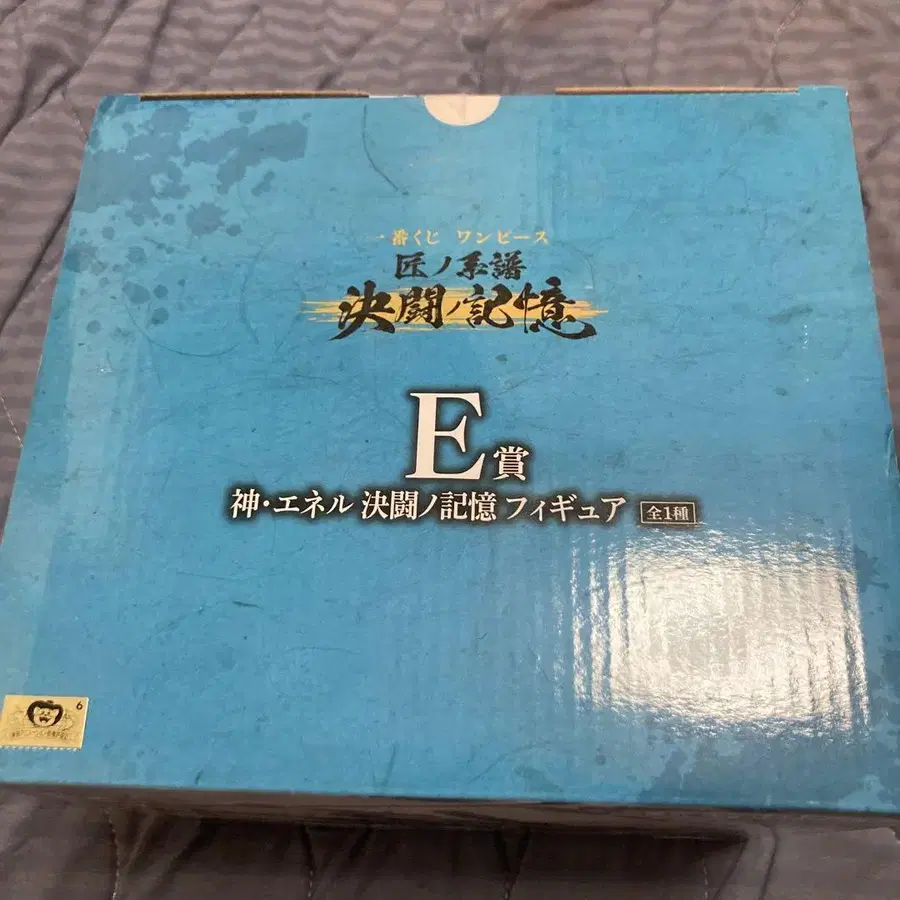 一番くじ ワンピース
匠ノ系譜
決闘ノ記憶
E賞
神・エネル 決闘ノ記憶 フィギュア 全1種
6